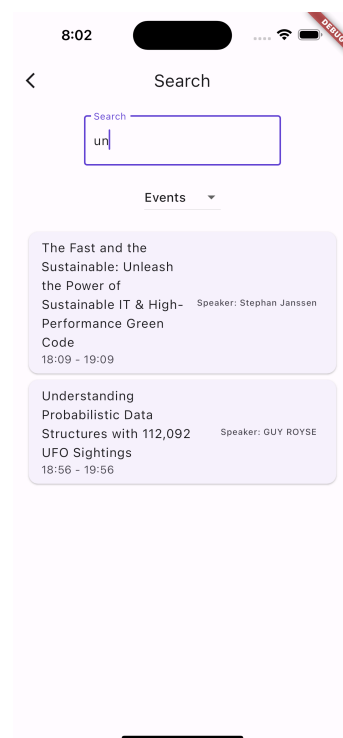 8:02
DEBUG
Search
Search
un
Events
The Fast and the
Sustainable: Unleash
the Power of
Sustainable IT & High-
Performance Green
Code
18:09 - 19:09
Speaker: Stephan Janssen
Understanding
Probabilistic Data
Structures with 112,092
UFO Sightings
18:56 - 19:56
Speaker: GUY ROYSE